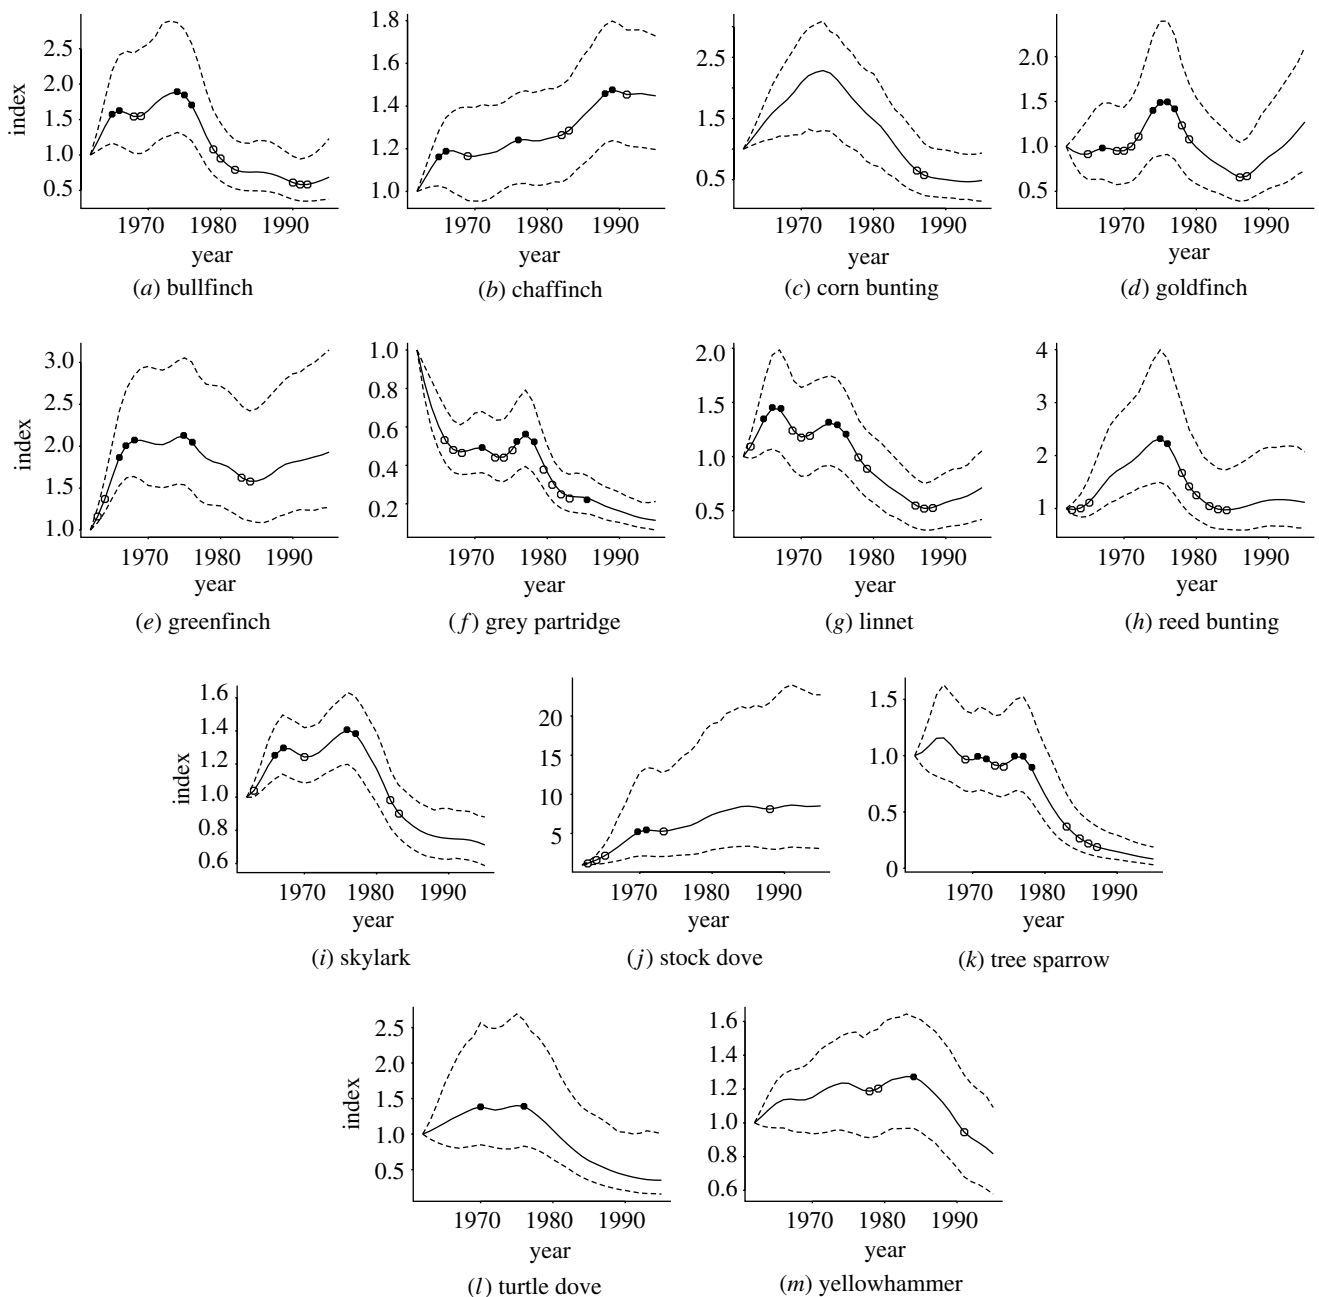 index
2.5
2.0
1.5
1.0
0.5
1970 1980 1990
year
(a) bullfinch
1.8
1.6
1.4
1.2
1.0
1970 1980 1990
year
(b) chaffinch
2.5
1.5
0.5
1970 1980 1990
year
(c) corn bunting
2.0
1.5
1.0
0.5
1970 1980 1990
year
(d) goldfinch
index
3.0
2.5
2.0
1.5
1.0
1970 1980 1990
year
(e) greenfinch
1.0
0.8
0.6
0.4
0.2
1970 1980 1990
year
(f) grey partridge
2.0
1.5
1.0
0.5
1970 1980 1990
year
(g) linnet
4
3
2
1
1970 1980 1990
year
(h) reed bunting
index
1.6
1.4
1.2
1.0
0.8
0.6
1970 1980 1990
year
(i) skylark
20
15
10
5
1970 1980 1990
year
(j) stock dove
1.5
1.0
0.5
0
1970 1980 1990
year
(k) tree sparrow
index
2.5
2.0
1.5
1.0
0.5
1970 1980 1990
year
(l) turtle dove
1.6
1.4
1.2
1.0
0.8
0.6
1970 1980 1990
year
(m) yellowhammer